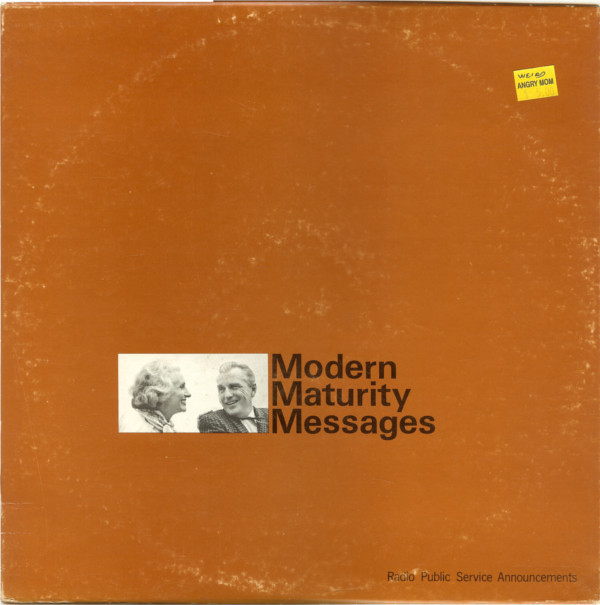 WEIRD
ANGRY MOM
Modern
Maturity
Messages
Radio Public Service Announcements